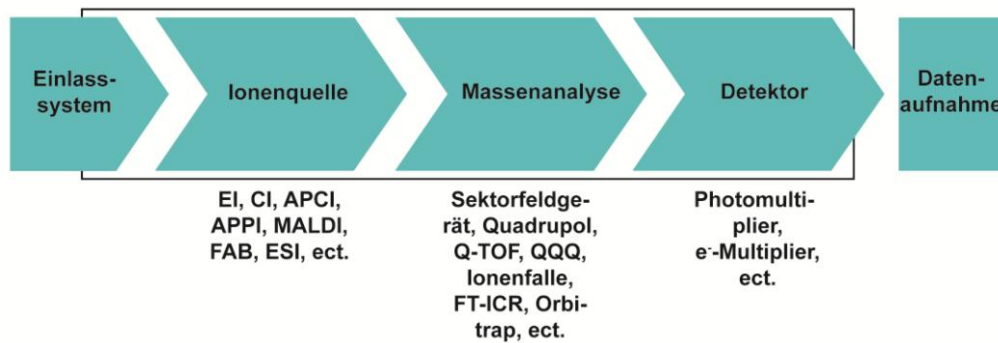 Einlass-
system
Ionenquelle
Massenanalyse
Detektor
Daten-
aufnahme
EI, CI, APCI,
APPI, MALDI,
FAB, ESI, ect.
Sektorfeldge-
rät, Quadrupol,
Q-TOF, QQQ,
Ionenfalle,
FT-ICR, Orbi-
trap, ect.
Photomulti-
plier,
e⁻-Multiplier,
ect.